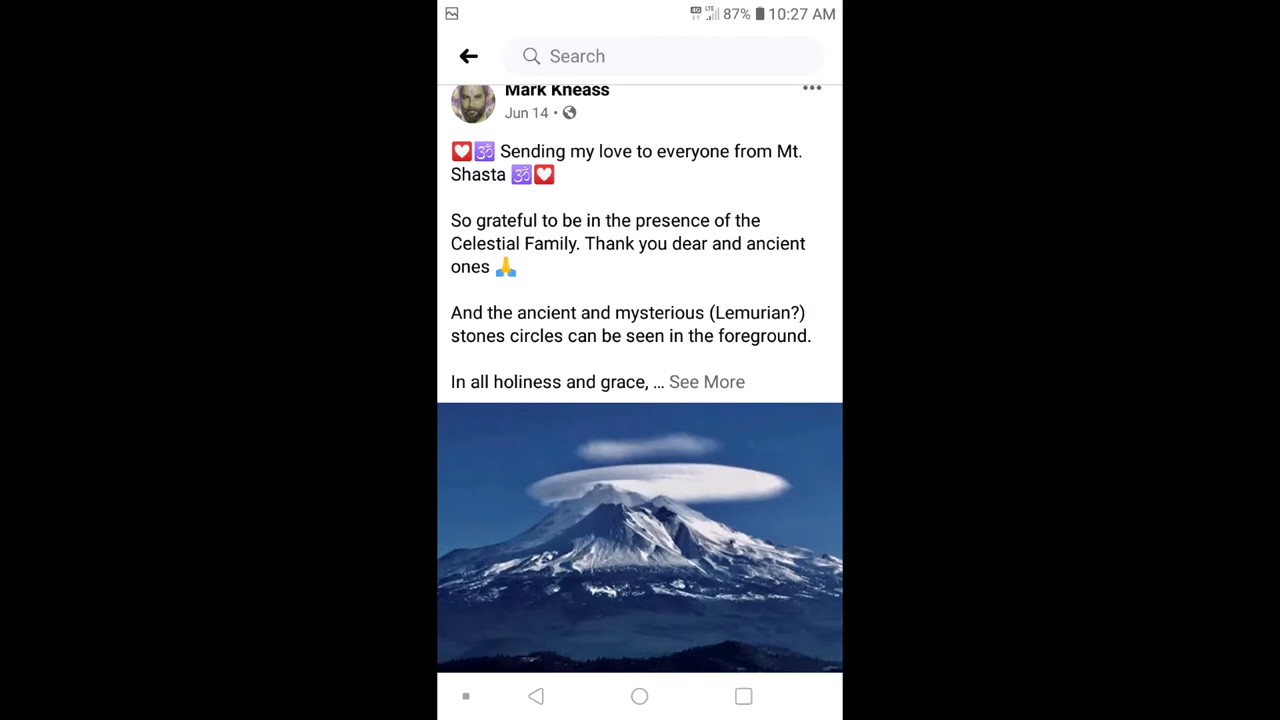 87% 10:27 AM
Search
Mark Kneass
Jun 14 •
💟🕉️ Sending my love to everyone from Mt.
Shasta 🕉️💟
So grateful to be in the presence of the
Celestial Family. Thank you dear and ancient
ones 🙏
And the ancient and mysterious (Lemurian?)
stones circles can be seen in the foreground.
In all holiness and grace, ... See More